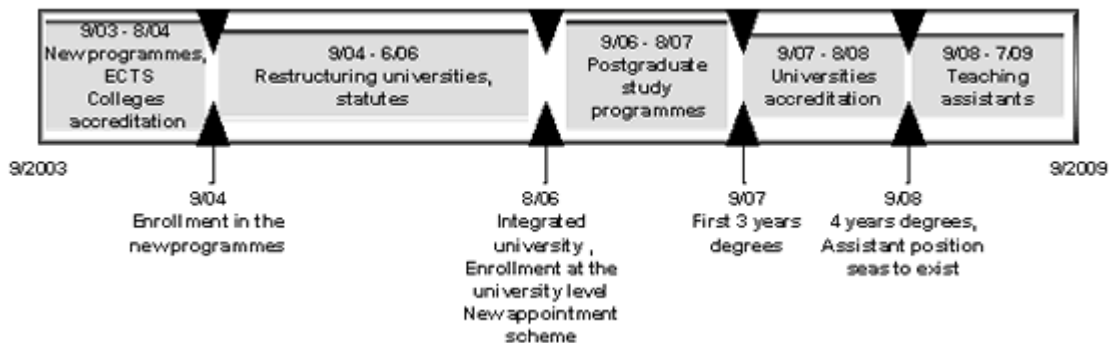 9/03 - 8/04
New programmes,
ECTS
Colleges
accreditation
9/04 - 6/06
Restructuring universities,
statutes
9/06 - 8/07
Postgraduate
study
programmes
9/07 - 8/08
Universities
accreditation
9/08 - 7/09
Teaching
assistants
9/2003
9/2009
9/04
Enrollment in the
new programmes
8/06
Integrated
university ,
Enrollment at the
university level
New appointment
scheme
9/07
First 3 years
degrees
9/08
4 years degrees,
Assistant position
seas to exist